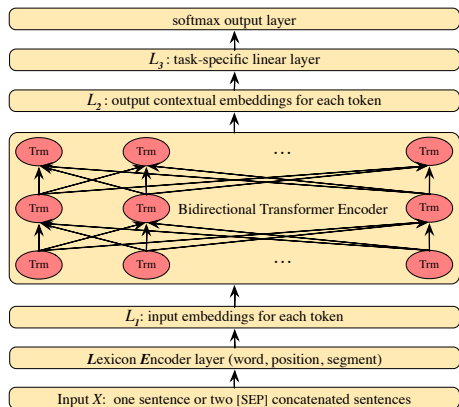 softmax output layer
L3: task-specific linear layer
L2: output contextual embeddings for each token
Trm Trm ... Trm
Trm Trm Bidirectional Transformer Encoder Trm
Trm Trm ... Trm
L1: input embeddings for each token
Lexicon Encoder layer (word, position, segment)
Input X: one sentence or two [SEP] concatenated sentences